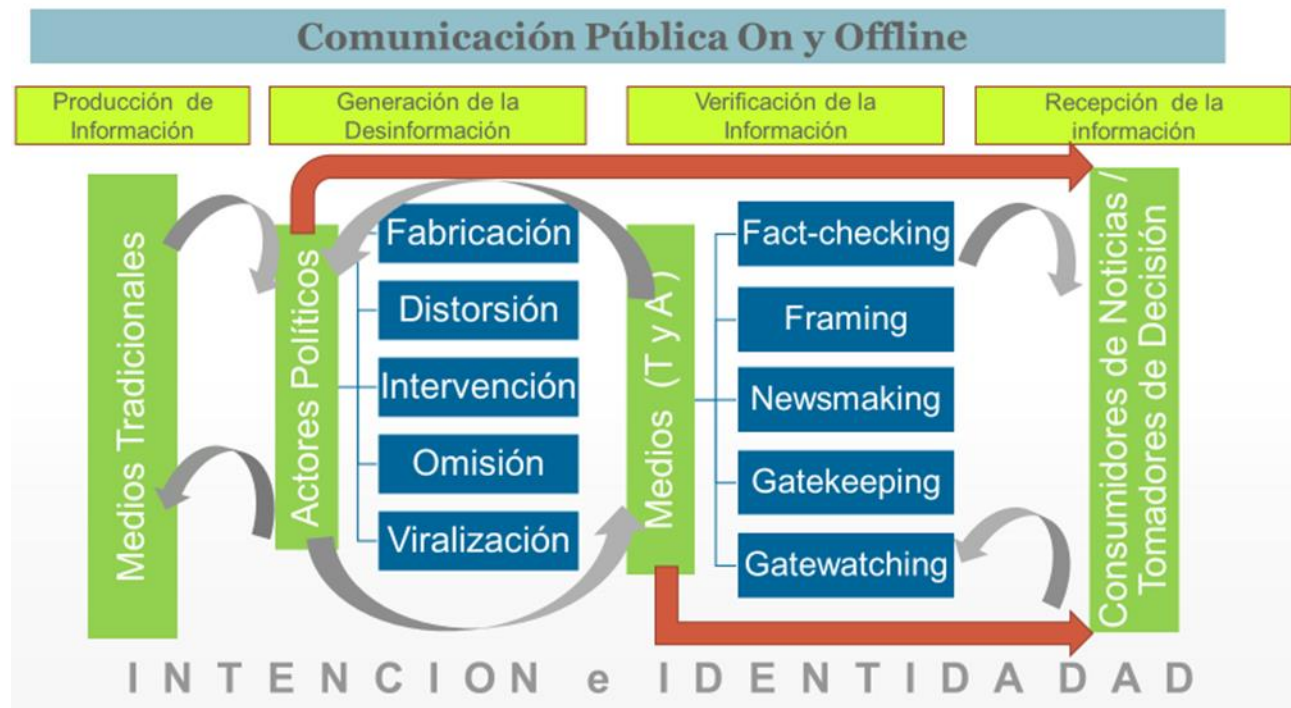 Comunicación Pública On y Offline
Producción de
Información
Generación de la
Desinformación
Verificación de la
Información
Recepción de la
información
Medios Tradicionales
Actores Políticos
Fabricación
Distorsión
Intervención
Omisión
Viralización
Medios (T y A)
Fact-checking
Framing
Newsmaking
Gatekeeping
Gatewatching
Consumidores de Noticias /
Tomadores de Decisión
INTENCION e IDENTIDADAD